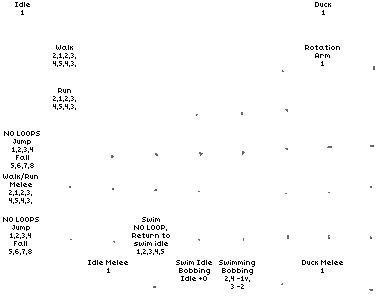 Idle
1
Duck
1
Walk
2,1,2,3,
4,5,4,3,
Rotation
Arm
1
Run
2,1,2,3,
4,5,4,3,
NO LOOPS
Jump
1,2,3,4
Fall
5,6,7,8
Walk/Run
Melee
2,1,2,3,
4,5,4,3,
NO LOOPS
Jump
1,2,3,4
Fall
5,6,7,8
Swim
NO LOOP,
Return to
swim idle
1,2,3,4,5
Idle Melee
1
Swim Idle
Bobbing
Idle +0
Swimming
Bobbing
2,4 -1v,
3 -2
Duck Melee
1